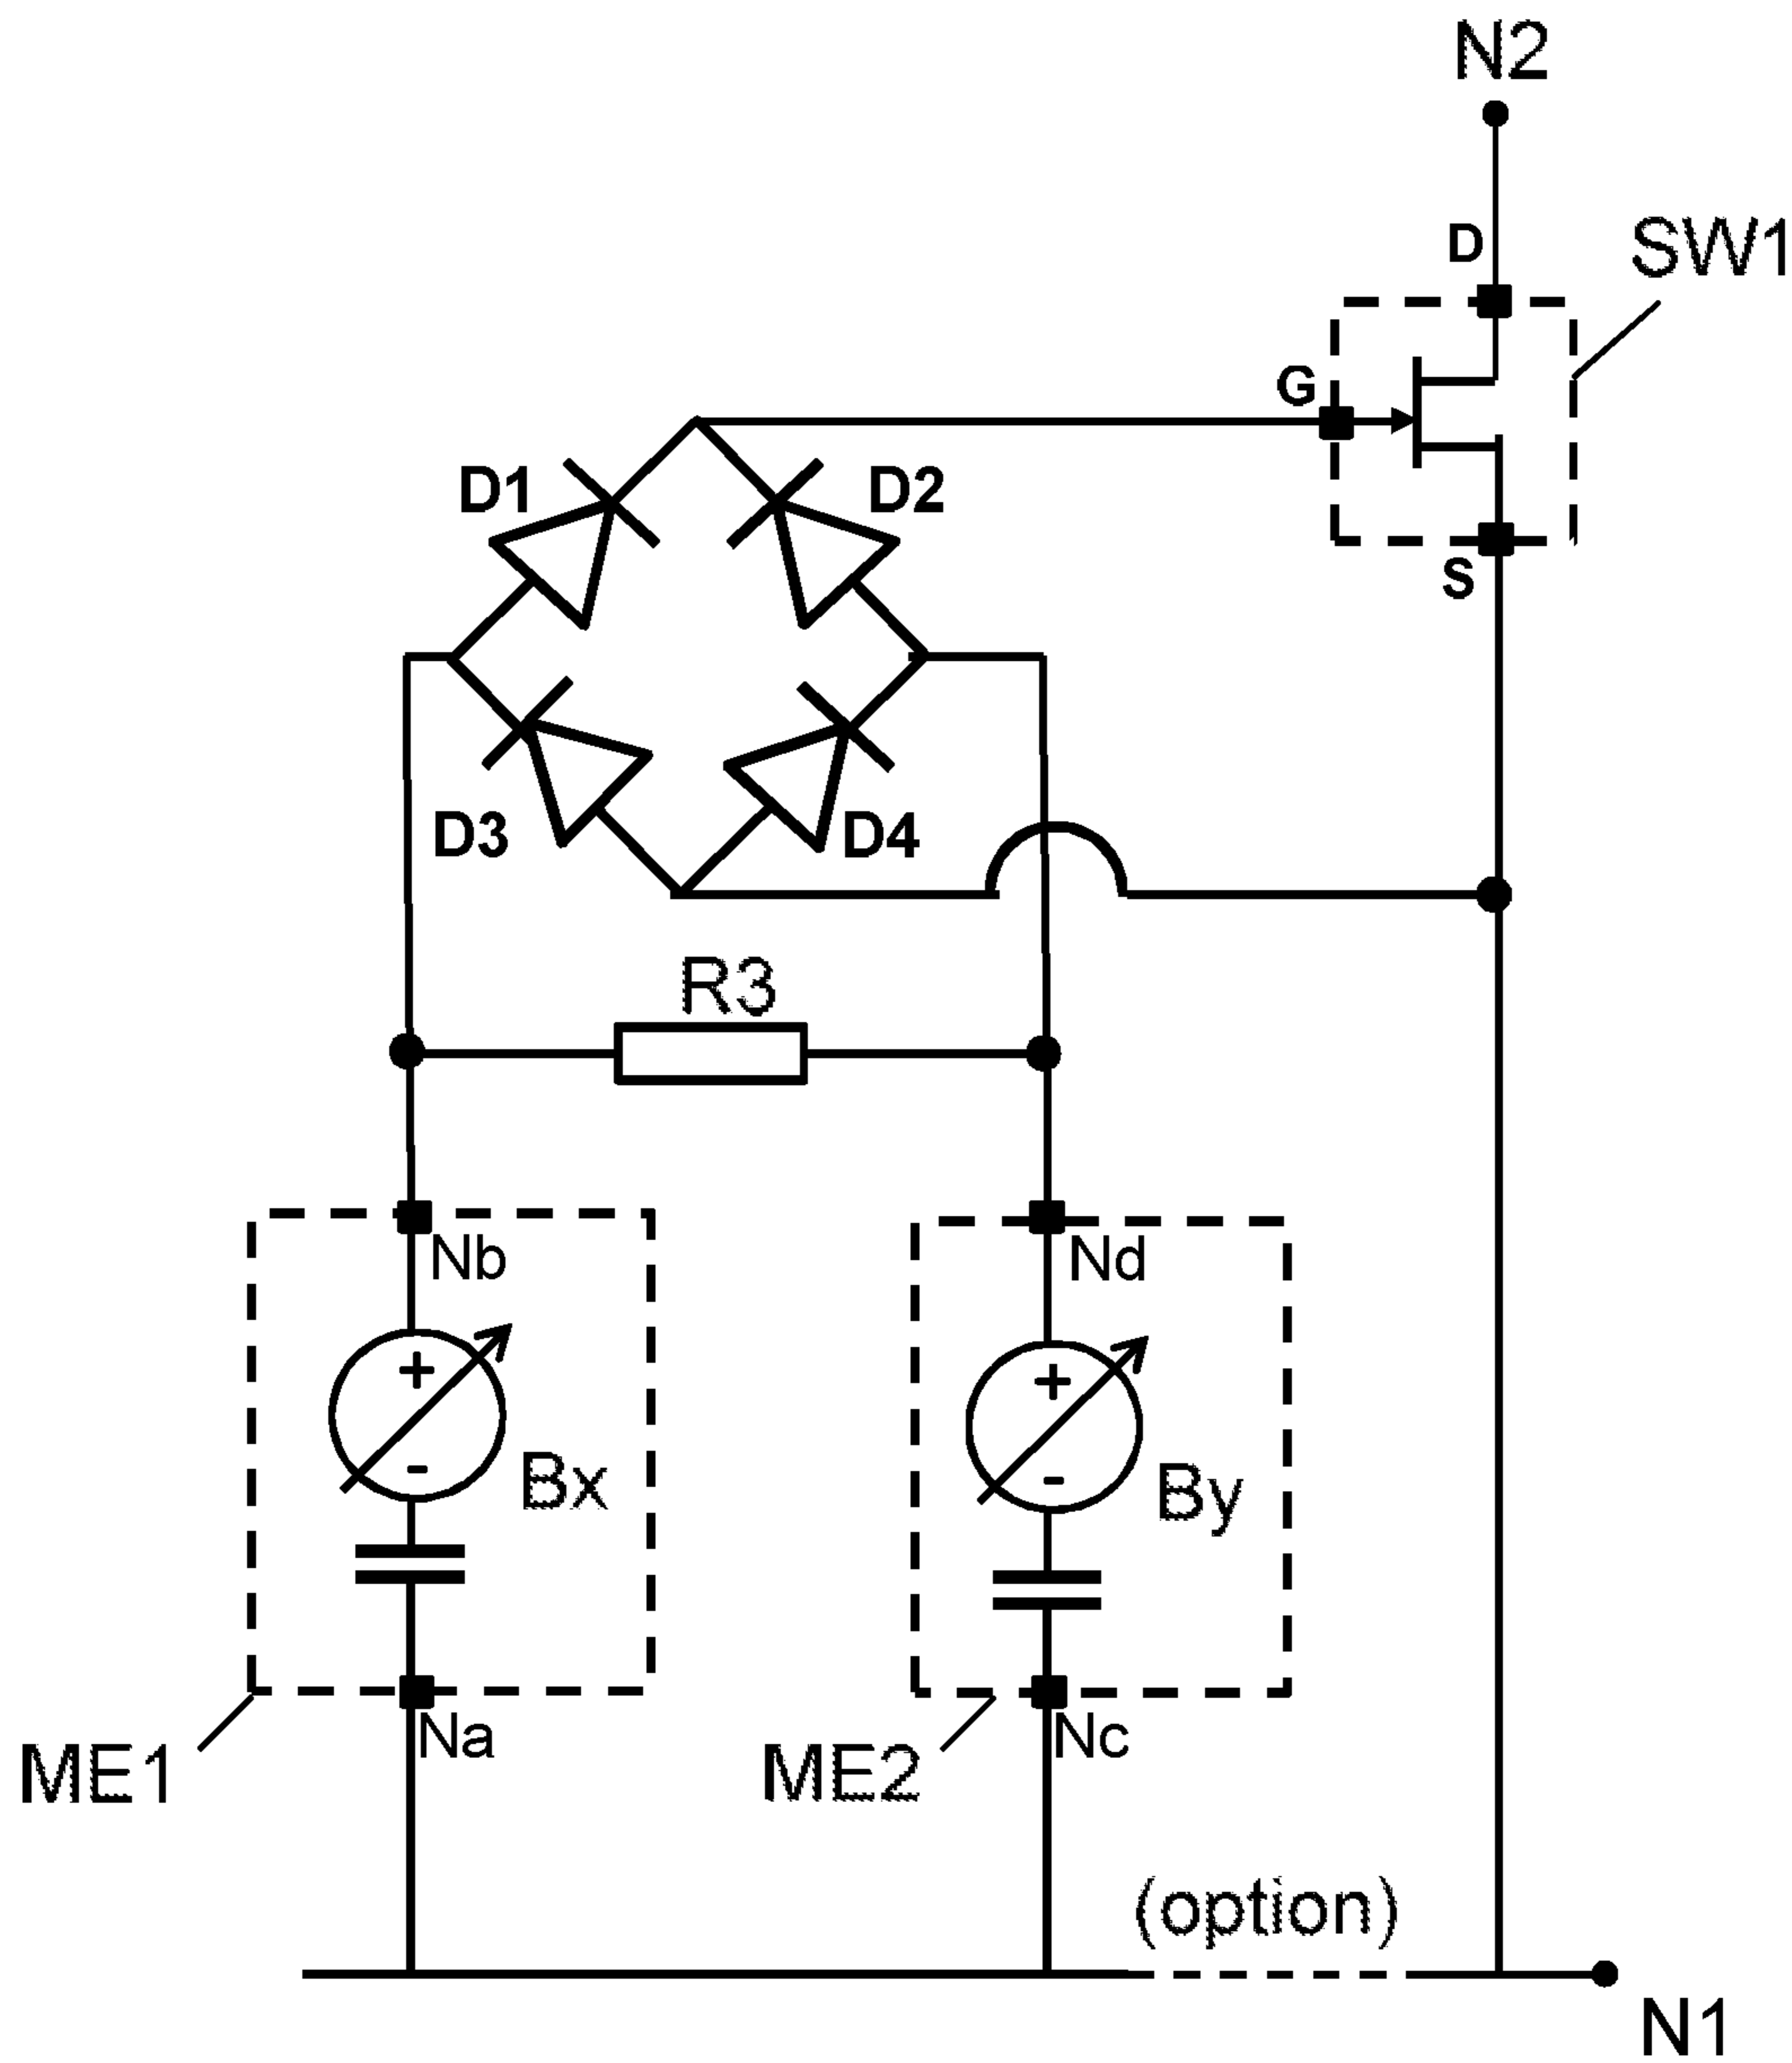 N2
D
SW1
G
D1
D2
S
D3
D4
R3
Nb
Nd
+
+
-
Bx
-
By
Na
Nc
ME1
ME2
(option)
N1